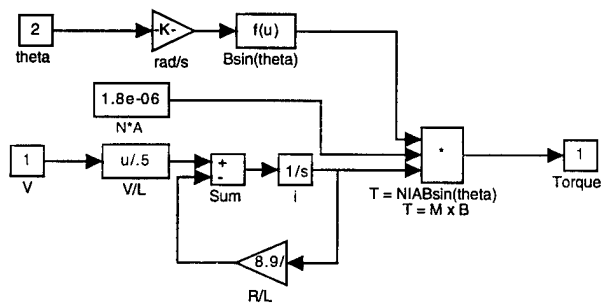 2
theta
-K-
rad/s
f(u)
Bsin(theta)
1.8e-06
N*A
1
V
u/.5
V/L
+
-
Sum
1/s
i
*
T = NIABsin(theta)
T = M x B
1
Torque
8.9/
R/L